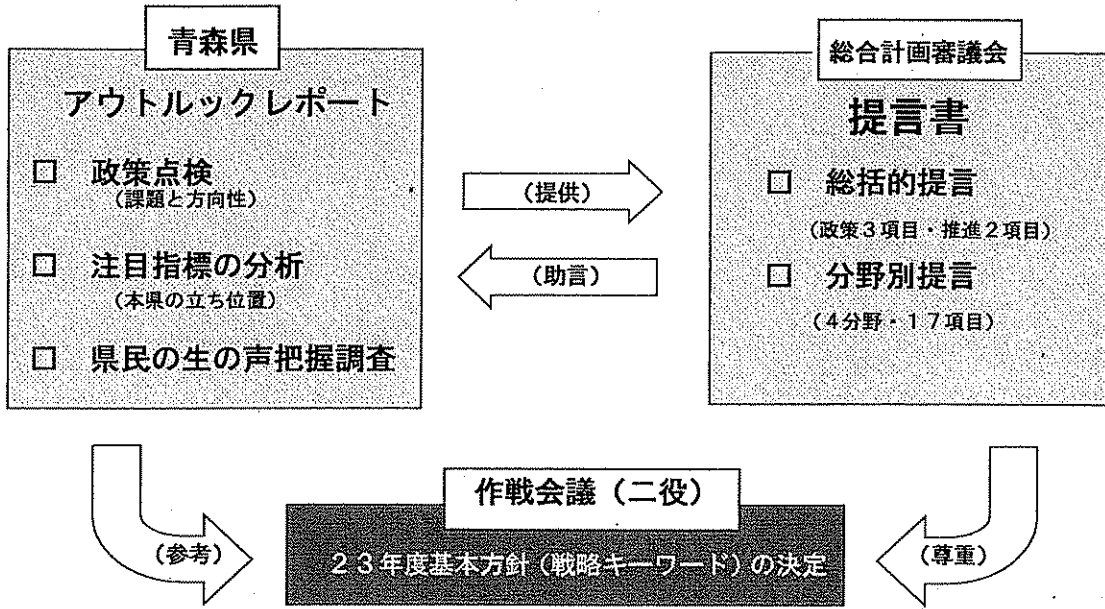 青森県
アウトルックレポート
□ 政策点検
(課題と方向性)
□ 注目指標の分析
(本県の立ち位置)
□ 県民の生の声把握調査
(提供)
(助言)
総合計画審議会
提言書
□ 総括的提言
(政策3項目・推進2項目)
□ 分野別提言
(4分野・17項目)
(参考)
作戦会議(二役)
23年度基本方針(戦略キーワード)の決定
(尊重)